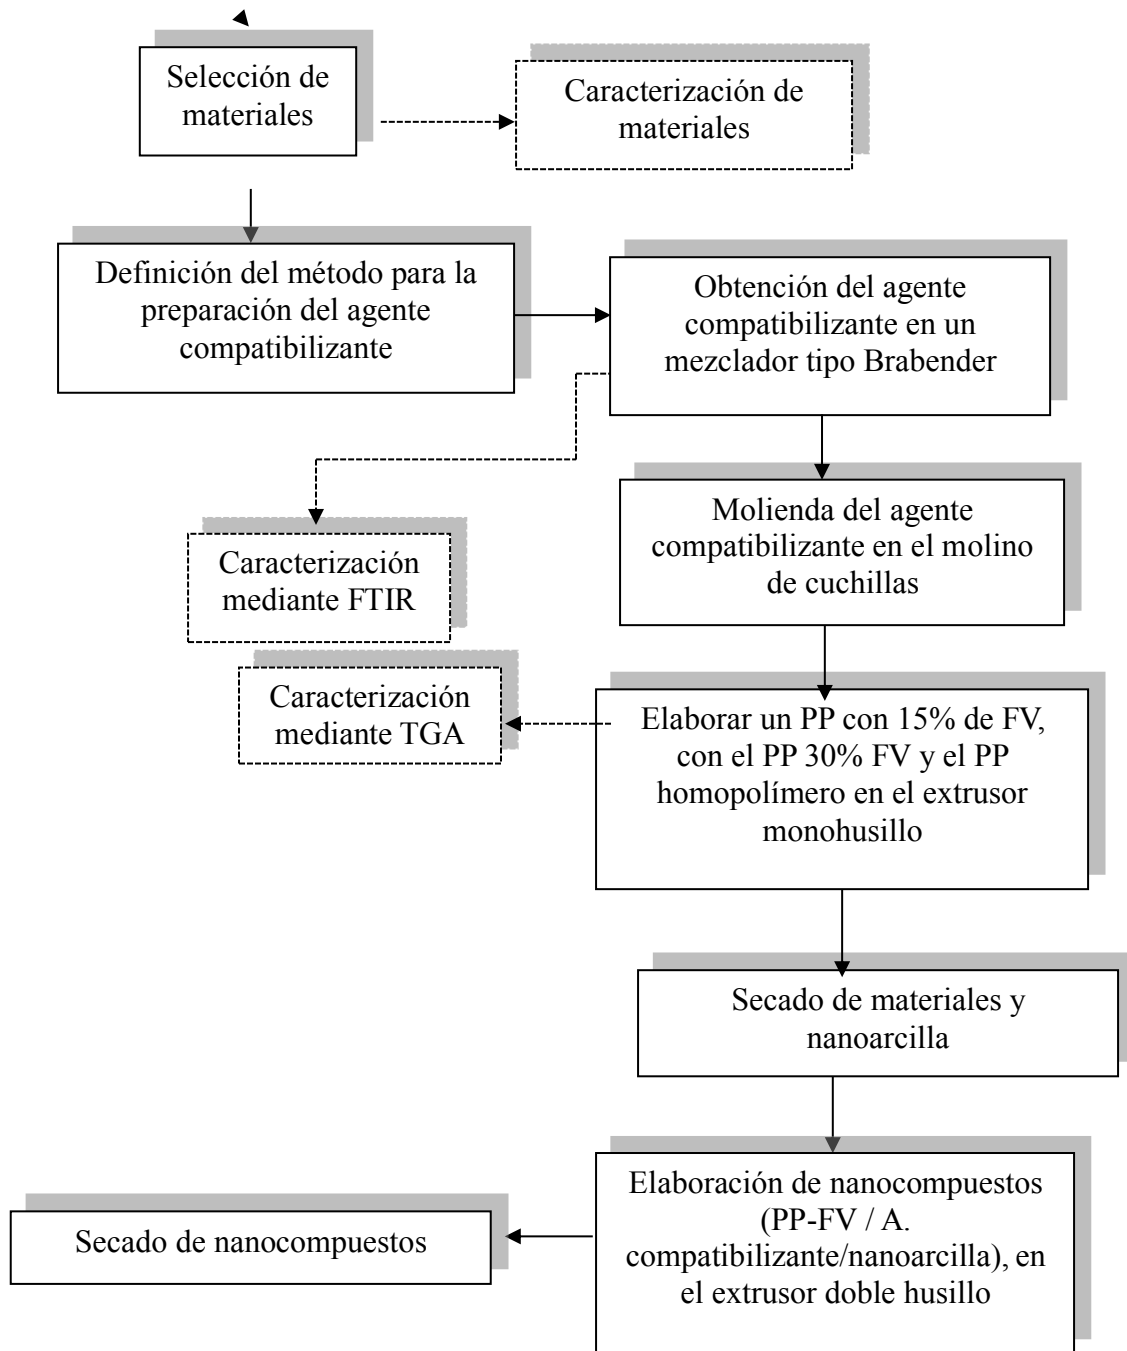 Selección de
materiales
Caracterización de
materiales
Definición del método para la
preparación del agente
compatibilizante
Obtención del agente
compatibilizante en un
mezclador tipo Brabender
Molienda del agente
compatibilizante en el molino
de cuchillas
Caracterización
mediante FTIR
Caracterización
mediante TGA
Elaborar un PP con 15% de FV,
con el PP 30% FV y el PP
homopolímero en el extrusor
monohusillo
Secado de materiales y
nanoarcilla
Elaboración de nanocompuestos
(PP-FV / A.
compatibilizante/nanoarcilla), en
el extrusor doble husillo
Secado de nanocompuestos